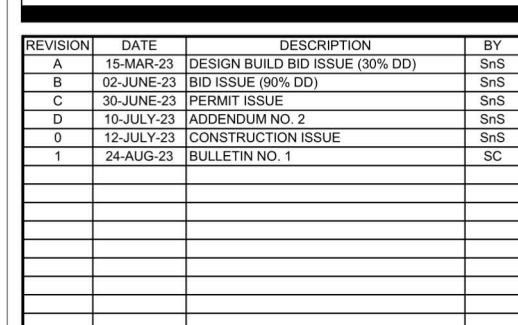 REVISION DATE DESCRIPTION BY
A 15-MAR-23 DESIGN BUILD BID ISSUE (30% DD) SnS
B 02-JUNE-23 BID ISSUE (90% DD) SnS
C 30-JUNE-23 PERMIT ISSUE SnS
D 10-JULY-23 ADDENDUM NO. 2 SnS
0 12-JULY-23 CONSTRUCTION ISSUE SnS
1 24-AUG-23 BULLETIN NO. 1 SC